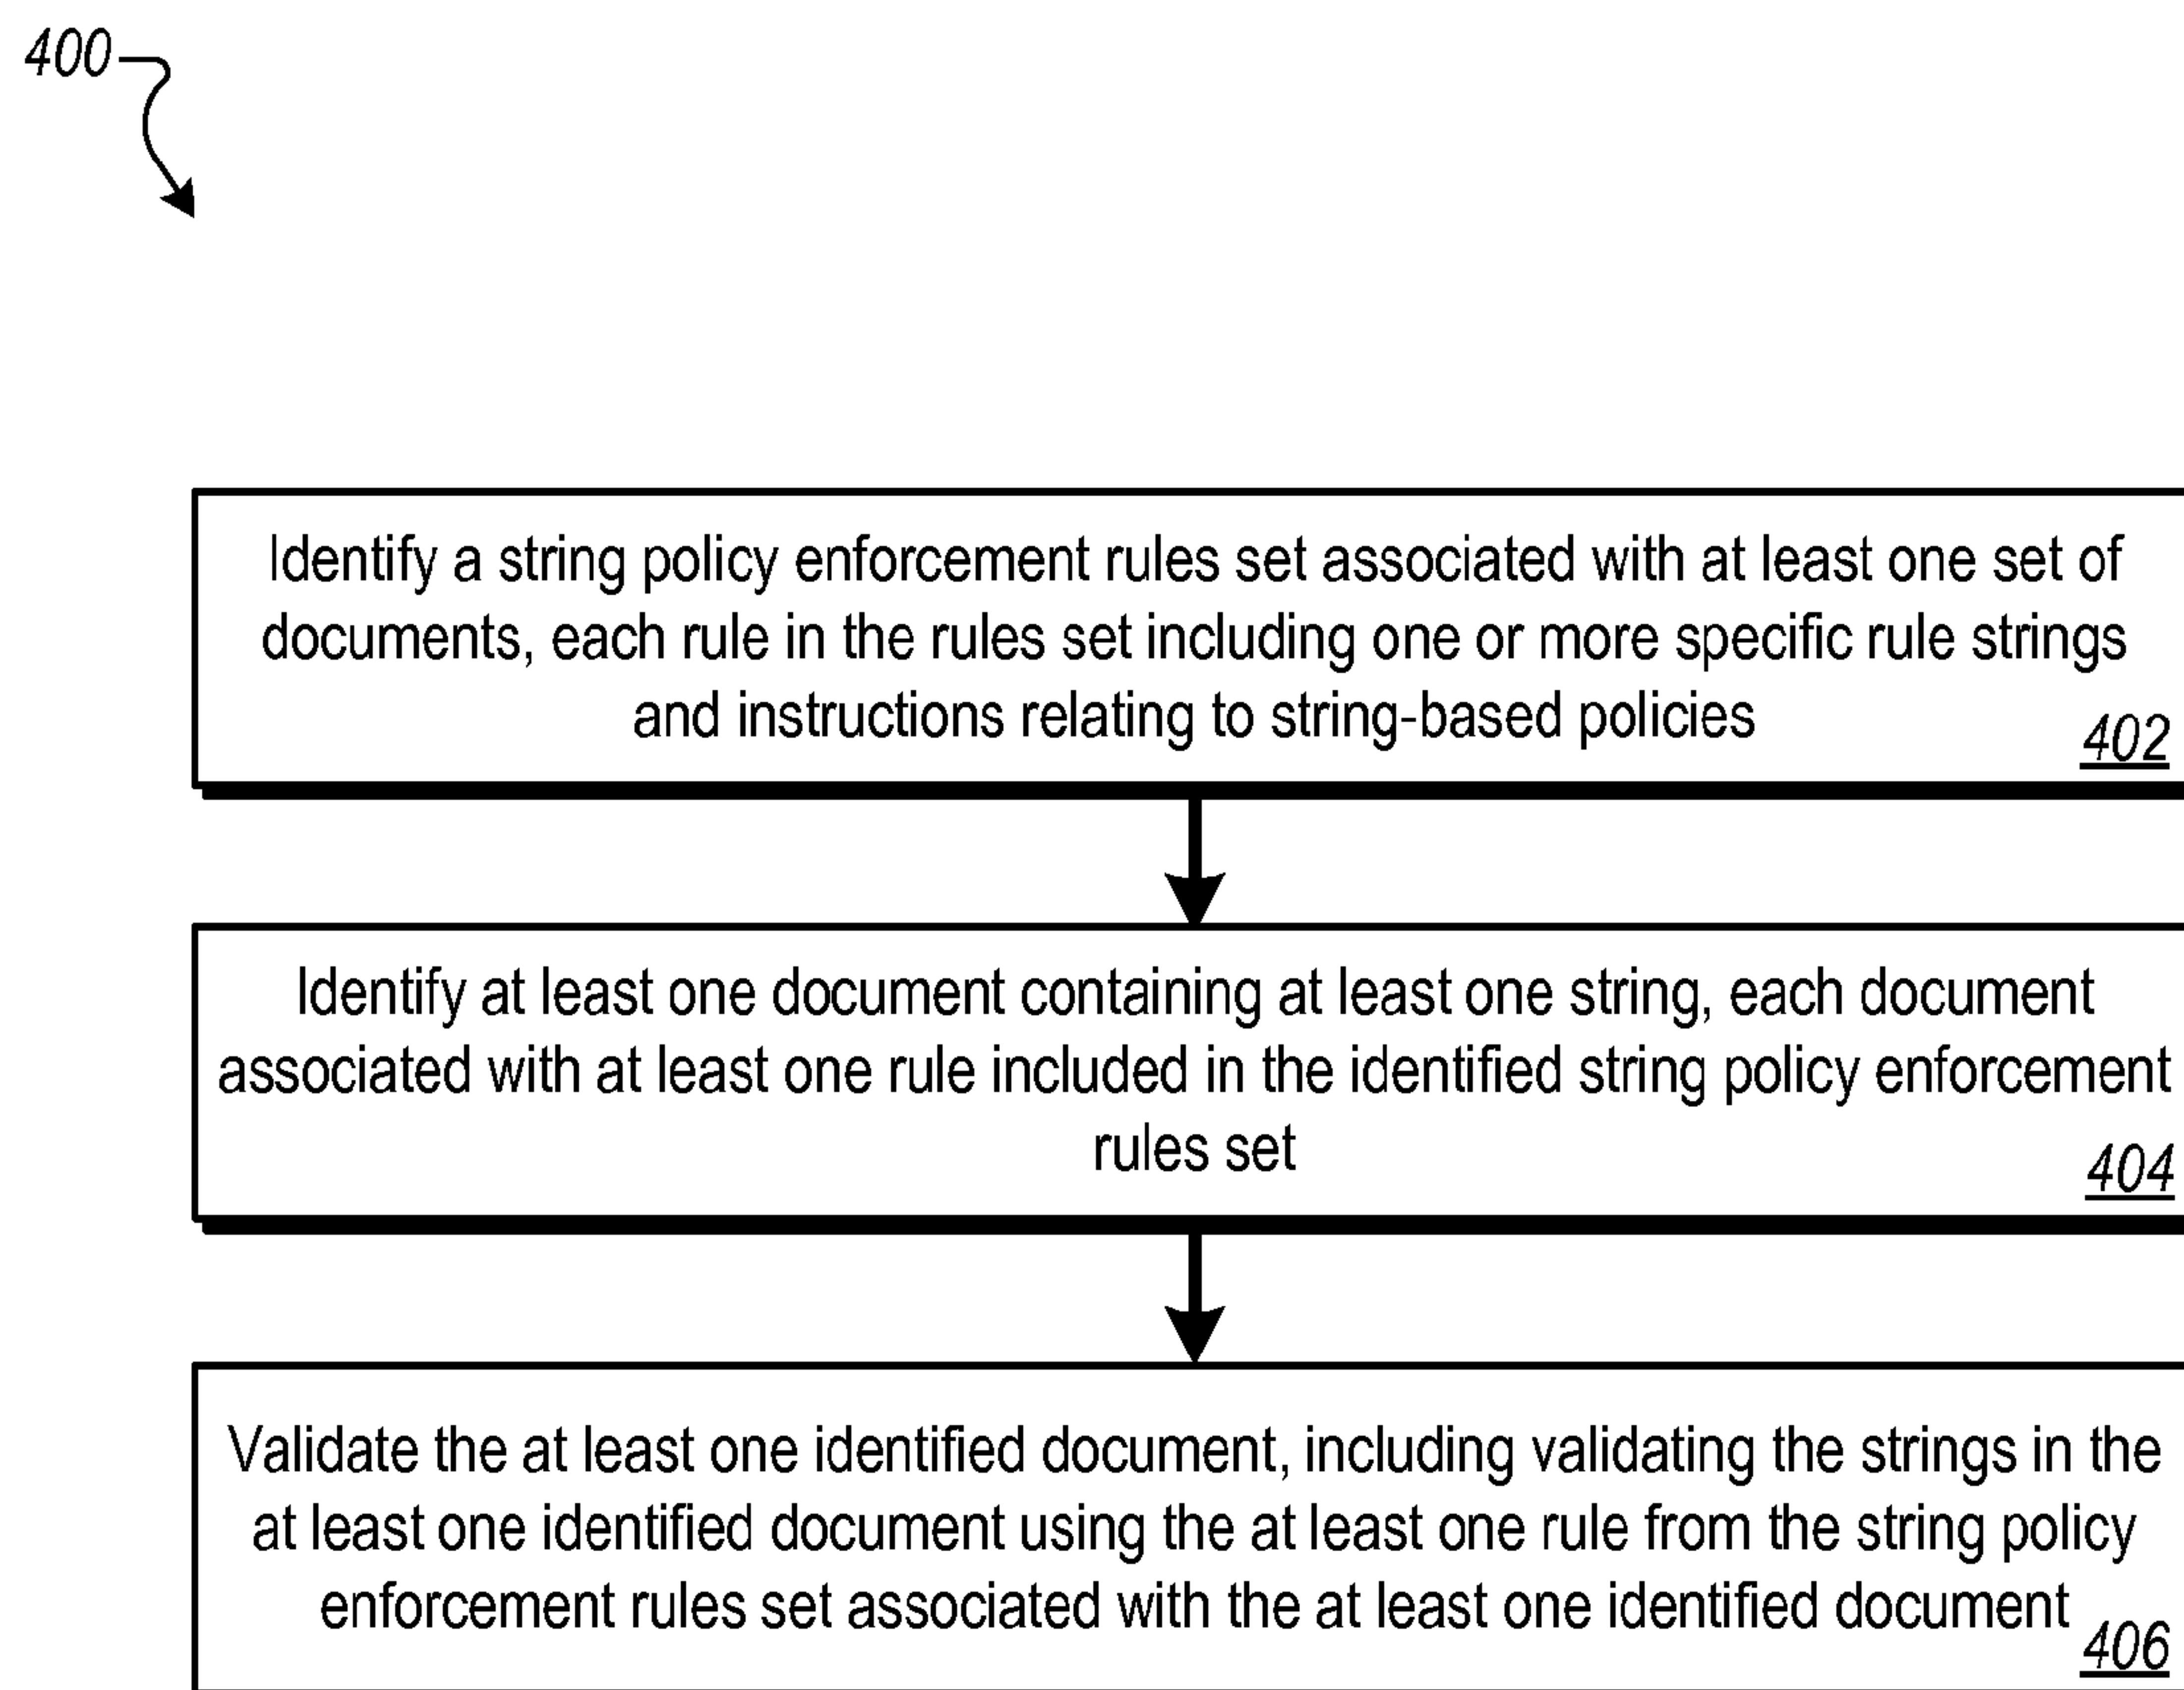 400
Identify a string policy enforcement rules set associated with at least one set of
documents, each rule in the rules set including one or more specific rule strings
and instructions relating to string-based policies
402
Identify at least one document containing at least one string, each document
associated with at least one rule included in the identified string policy enforcement
rules set
404
Validate the at least one identified document, including validating the strings in the
at least one identified document using the at least one rule from the string policy
enforcement rules set associated with the at least one identified document
406